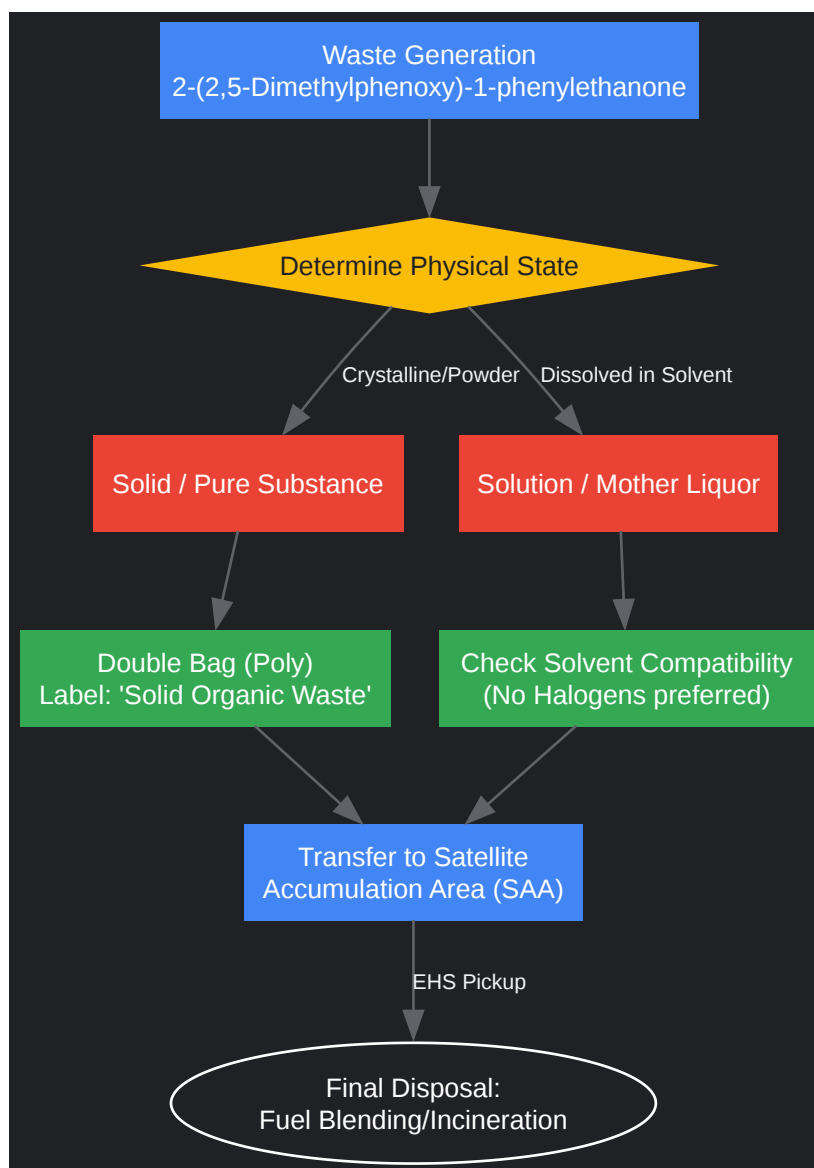 Waste Generation
2-(2,5-Dimethylphenoxy)-1-phenylethanone
Determine Physical State
Crystalline/Powder
Dissolved in Solvent
Solid / Pure Substance
Solution / Mother Liquor
Double Bag (Poly)
Label: 'Solid Organic Waste'
Check Solvent Compatibility
(No Halogens preferred)
Transfer to Satellite
Accumulation Area (SAA)
EHS Pickup
Final Disposal:
Fuel Blending/Incineration